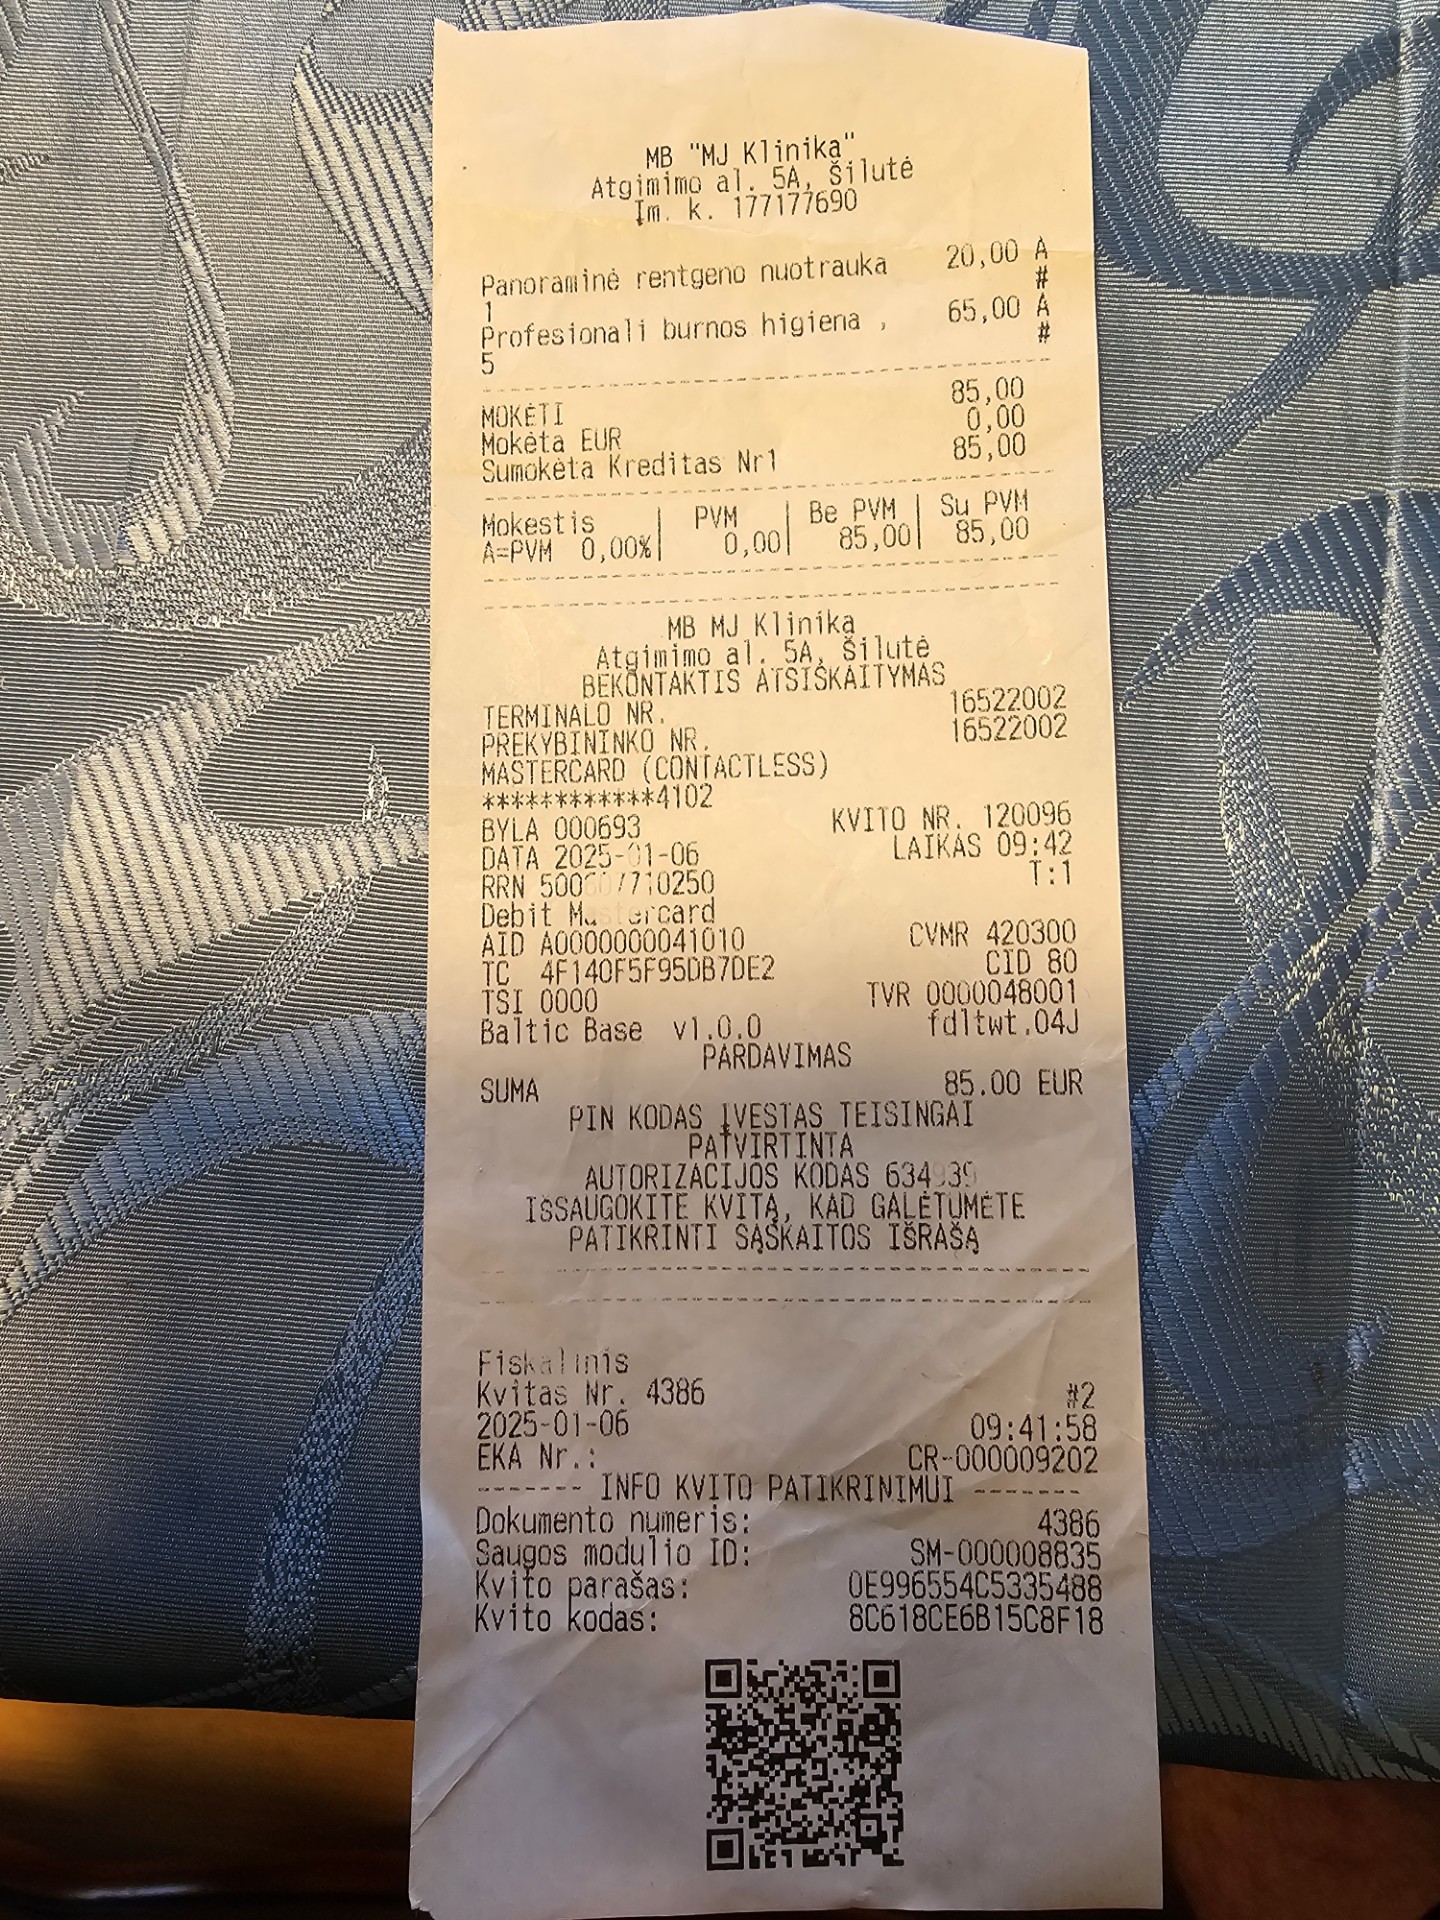 MB "MJ Klinika"
Atgimimo al. 5A, Šilutė
Įm. k. 177177690
Panoraminė rentgeno nuotrauka 20,00 A
1 #
Profesionali burnos higiena , 65,00 A
5 #
MOKĖTI 85,00
Mokėta EUR 0,00
Sumokėta Kreditas Nr1 85,00
Mokestis | PVM | Be PVM | Su PVM
A=PVM 0,00% | 0,00 | 85,00 | 85,00
MB MJ Klinika
Atgimimo al. 5A, Šilutė
BEKONTAKTIS ATSISKAITYMAS
TERMINALO NR. 16522002
PREKYBININKO NR. 16522002
MASTERCARD (CONTACTLESS)
************4102
BYLA 000693 KVITO NR. 120096
DATA 2025-01-06 LAIKAS 09:42
RRN T:1
Debit Mastercard
AID A0000000041010 CVMR 420300
TC 4F140F5F95DB7DE2 CID 80
TSI 0000 TVR 0000048001
Baltic Base v1.0.0 fdltwt.04J
PARDAVIMAS
SUMA 85.00 EUR
PIN KODAS ĮVESTAS TEISINGAI
PATVIRTINTA
AUTORIZACIJOS KODAS
IŠSAUGOKITE KVITĄ, KAD GALĖTUMĖTE
PATIKRINTI SĄSKAITOS IŠRAŠĄ
Fiskalinis
Kvitas Nr. 4386 #2
2025-01-06 09:41:58
EKA Nr.: CR-000009202
------- INFO KVITO PATIKRINIMUI -------
Dokumento numeris: 4386
Saugos modulio ID: SM-000008835
Kvito parašas: 0E996554C5335488
Kvito kodas: 8C618CE6B15C8F18